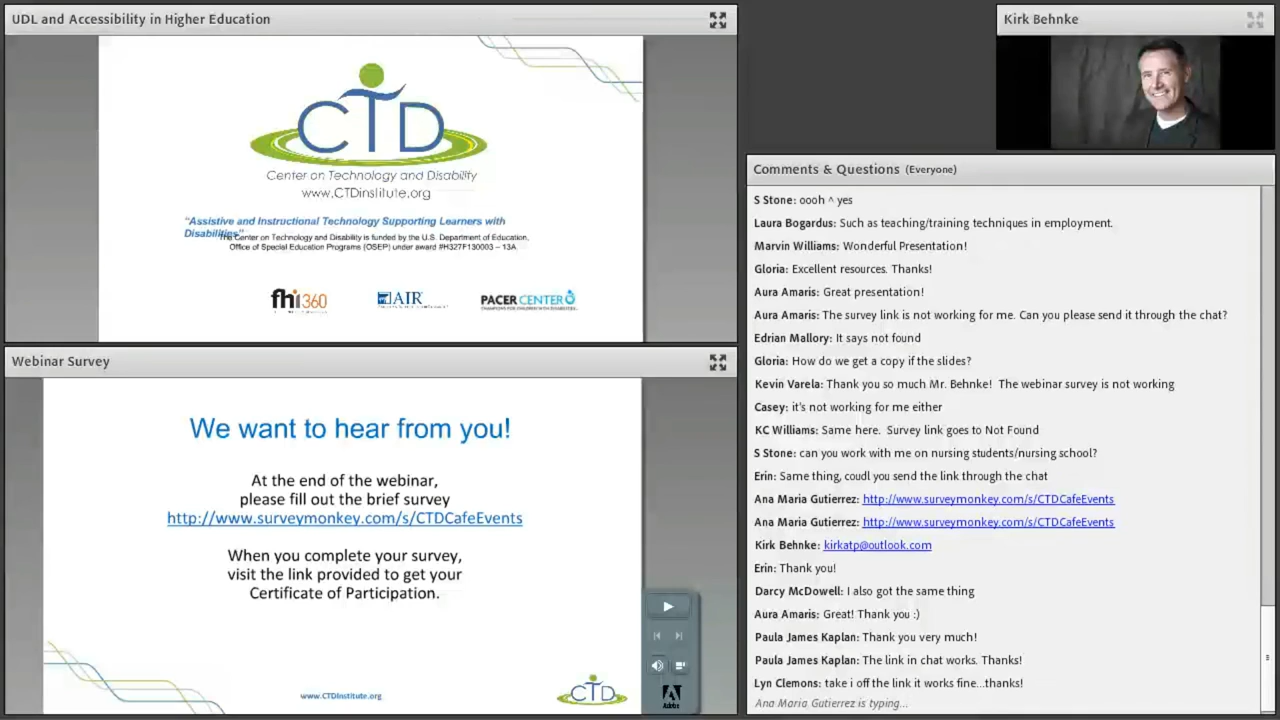 UDL and Accessibility in Higher Education
CTD
Center on Technology and Disability
www.CTDinstitute.org
"Assistive and Instructional Technology Supporting Learners with
Disabilities"
The Center on Technology and Disability is funded by the U.S. Department of Education,
Office of Special Education Programs (OSEP) under award #H327F130003 – 13A
fhi360
AIR
PACER CENTER
Webinar Survey
We want to hear from you!
At the end of the webinar,
please fill out the brief survey
http://www.surveymonkey.com/s/CTDCafeEvents
When you complete your survey,
visit the link provided to get your
Certificate of Participation.
www.CTDInstitute.org
CTD
Adobe
Kirk Behnke
Comments & Questions (Everyone)
S Stone: oooh ^ yes
Laura Bogardus: Such as teaching/training techniques in employment.
Marvin Williams: Wonderful Presentation!
Gloria: Excellent resources. Thanks!
Aura Amaris: Great presentation!
Aura Amaris: The survey link is not working for me. Can you please send it through the chat?
Edrian Mallory: It says not found
Gloria: How do we get a copy if the slides?
Kevin Varela: Thank you so much Mr. Behnke! The webinar survey is not working
Casey: it's not working for me either
KC Williams: Same here. Survey link goes to Not Found
S Stone: can you work with me on nursing students/nursing school?
Erin: Same thing, coudl you send the link through the chat
Ana Maria Gutierrez: http://www.surveymonkey.com/s/CTDCafeEvents
Ana Maria Gutierrez: http://www.surveymonkey.com/s/CTDCafeEvents
Kirk Behnke: kirkatp@outlook.com
Erin: Thank you!
Darcy McDowell: I also got the same thing
Aura Amaris: Great! Thank you :)
Paula James Kaplan: Thank you very much!
Paula James Kaplan: The link in chat works. Thanks!
Lyn Clemons: take i off the link it works fine...thanks!
Ana Maria Gutierrez is typing...